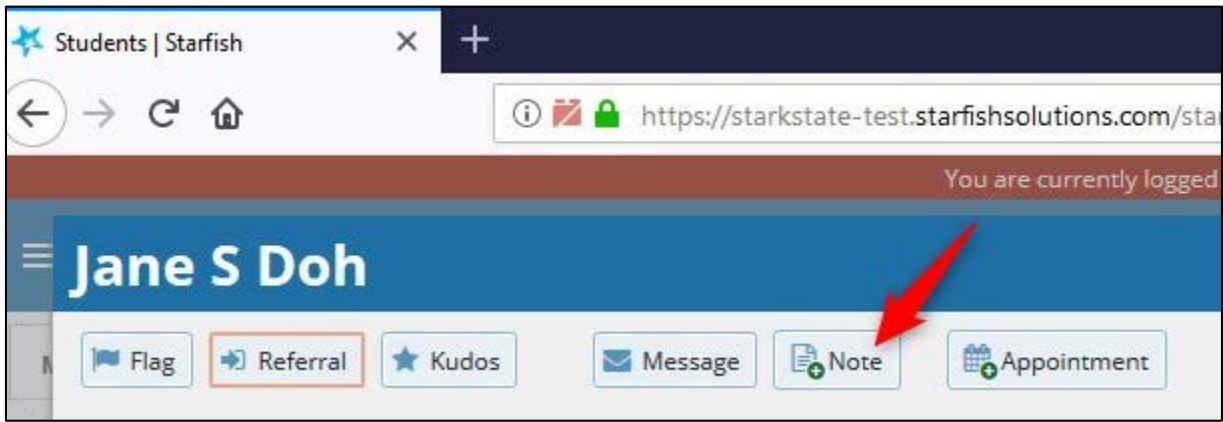 Students | Starfish
https://starkstate-test.starfishsolutions.com/sta
You are currently logged
Jane S Doh
Flag Referral Kudos Message Note Appointment